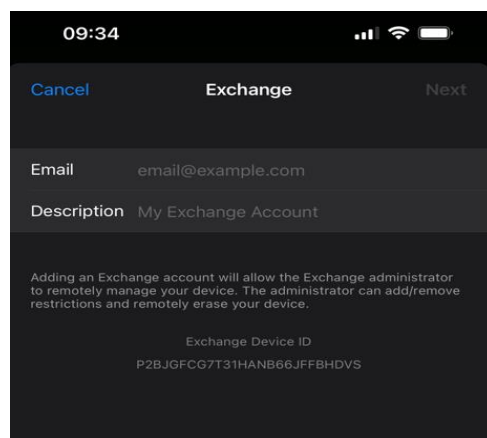 09:34
Cancel Exchange Next
Email email@example.com
Description My Exchange Account
Adding an Exchange account will allow the Exchange administrator
to remotely manage your device. The administrator can add/remove
restrictions and remotely erase your device.
Exchange Device ID
P2BJGFCG7T31HANB66JFFBHDVS